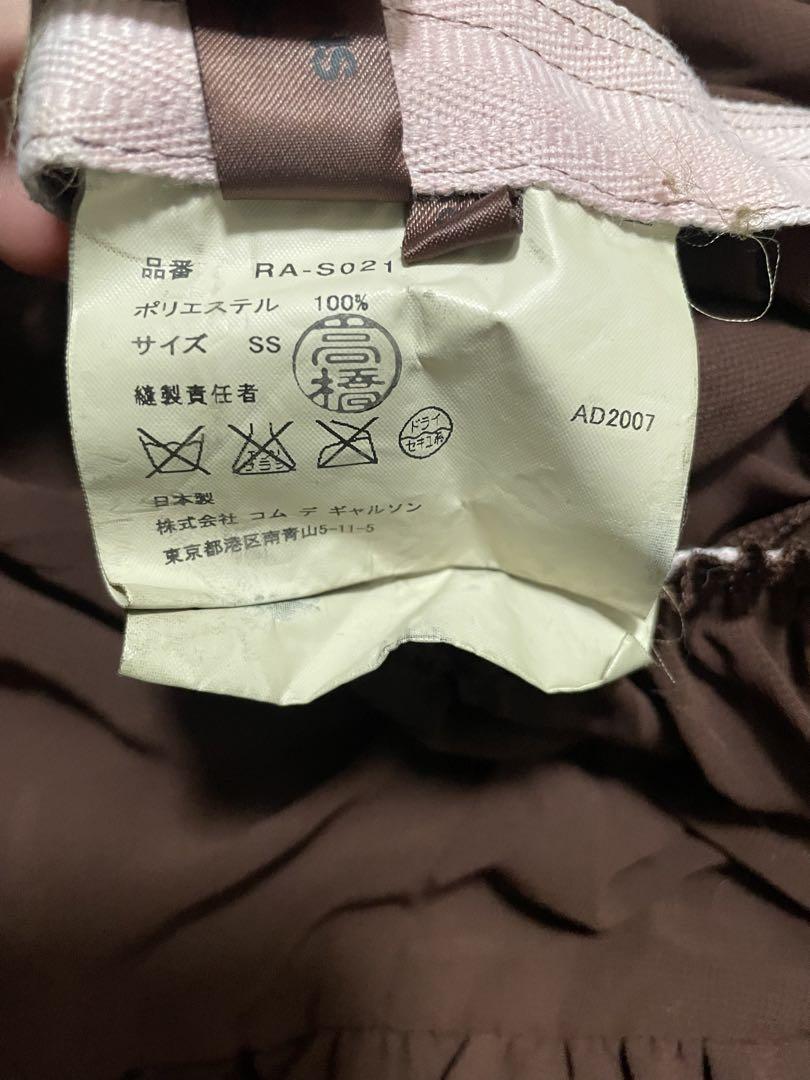 SS
品番 RA-S021
ポリエステル 100%
サイズ SS
髙橋
縫製責任者
AD2007
ドライ
セキユ系
日本製
株式会社 コム デ ギャルソン
東京都港区南青山5-11-5